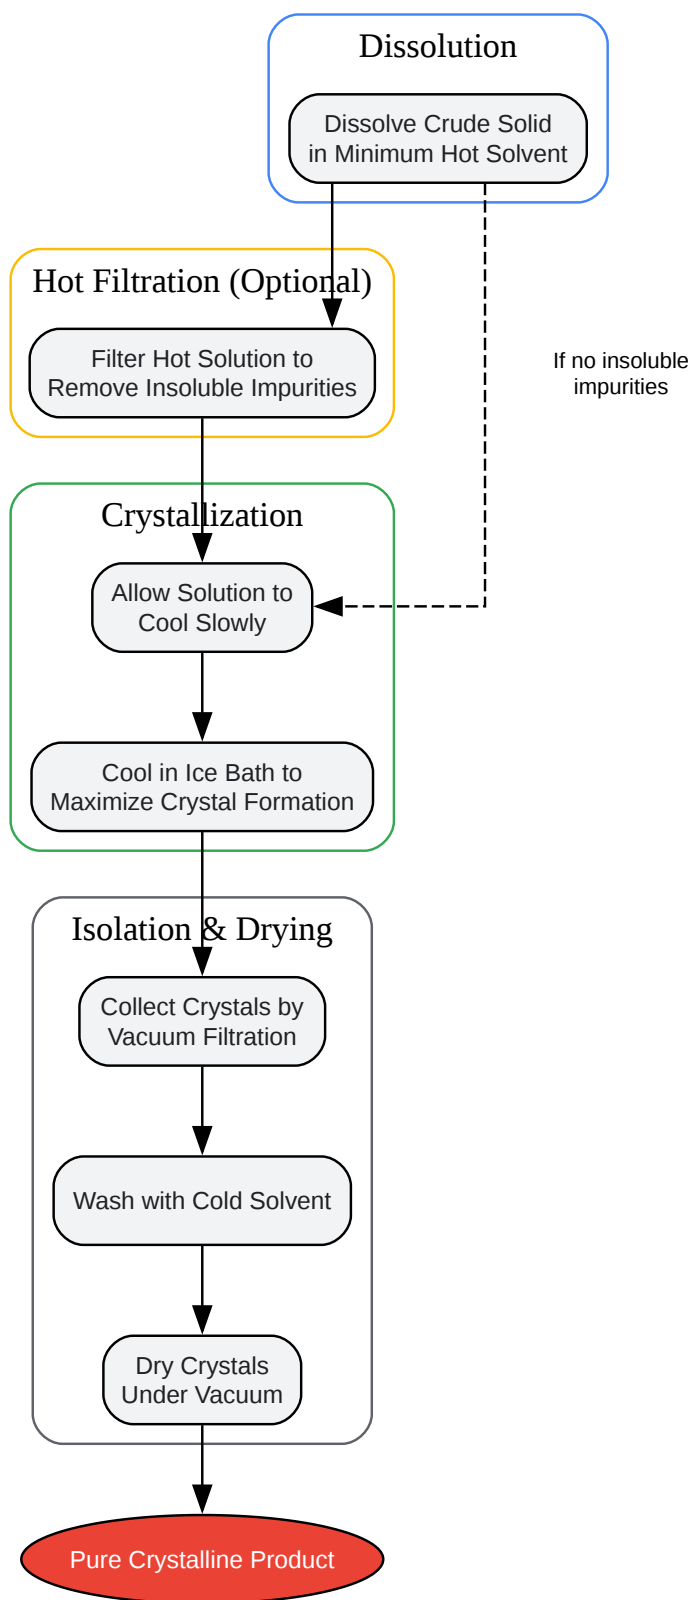 Dissolution
Dissolve Crude Solid
in Minimum Hot Solvent
Hot Filtration (Optional)
Filter Hot Solution to
Remove Insoluble Impurities
If no insoluble
impurities
Crystallization
Allow Solution to
Cool Slowly
Cool in Ice Bath to
Maximize Crystal Formation
Isolation & Drying
Collect Crystals by
Vacuum Filtration
Wash with Cold Solvent
Dry Crystals
Under Vacuum
Pure Crystalline Product